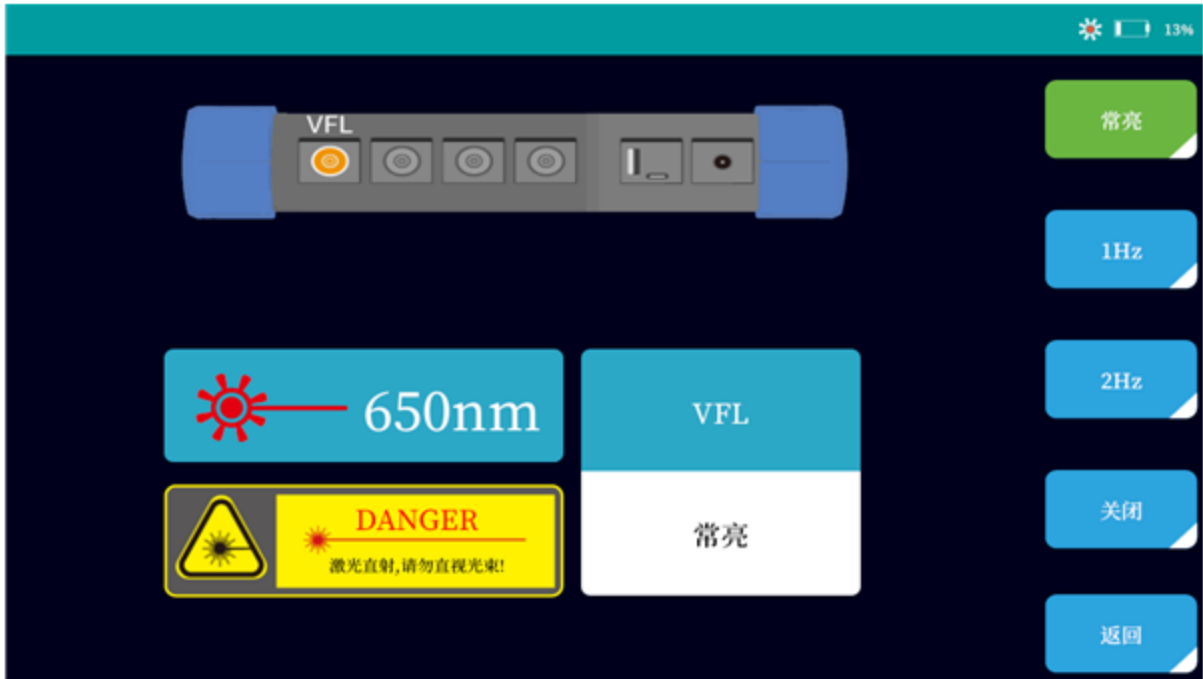 13%
VFL
常亮
1Hz
2Hz
650nm
VFL
DANGER
激光直射,请勿直视光束!
常亮
关闭
返回